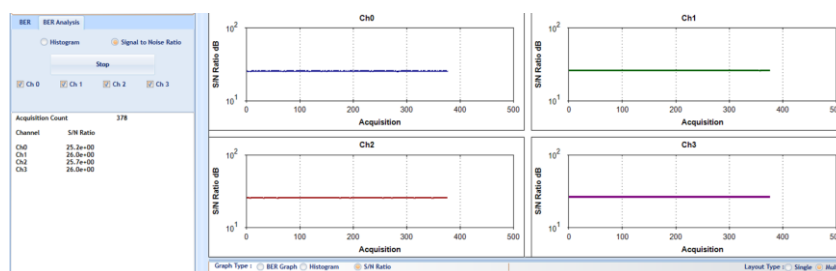 BER BER Analysis
Histogram Signal to Noise Ratio
Stop
Ch 0 Ch 1 Ch 2 Ch 3
Acquisition Count 378
Channel S/N Ratio
Ch0 25.2e+00
Ch1 26.0e+00
Ch2 25.7e+00
Ch3 26.0e+00
Ch0
S/N Ratio dB
10^2
10^1
0 100 200 300 400 500
Acquisition
Ch1
S/N Ratio dB
10^2
10^1
0 100 200 300 400 500
Acquisition
Ch2
S/N Ratio dB
10^2
10^1
0 100 200 300 400 500
Acquisition
Ch3
S/N Ratio dB
10^2
10^1
0 100 200 300 400 500
Acquisition
Graph Type : BER Graph Histogram S/N Ratio
Layout Type : Single